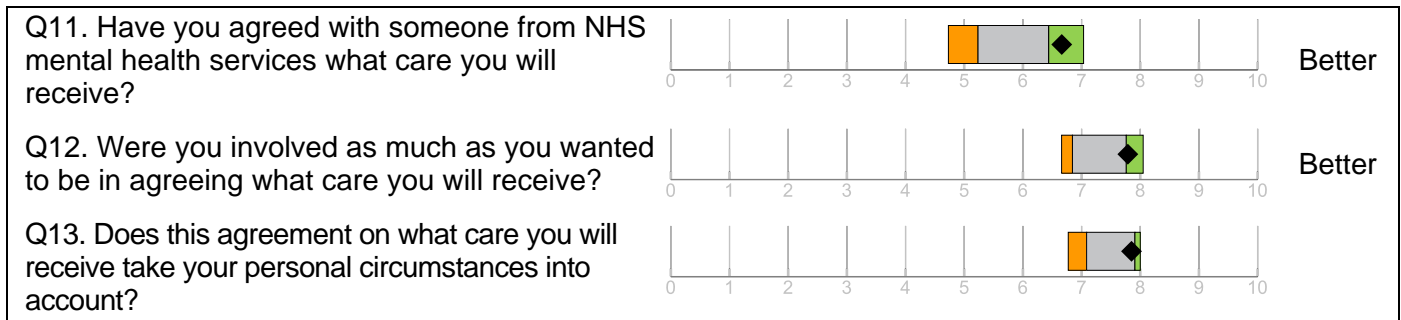 Q11. Have you agreed with someone from NHS
mental health services what care you will
receive?
0 1 2 3 4 5 6 7 8 9 10
Better
Q12. Were you involved as much as you wanted
to be in agreeing what care you will receive?
0 1 2 3 4 5 6 7 8 9 10
Better
Q13. Does this agreement on what care you will
receive take your personal circumstances into
account?
0 1 2 3 4 5 6 7 8 9 10